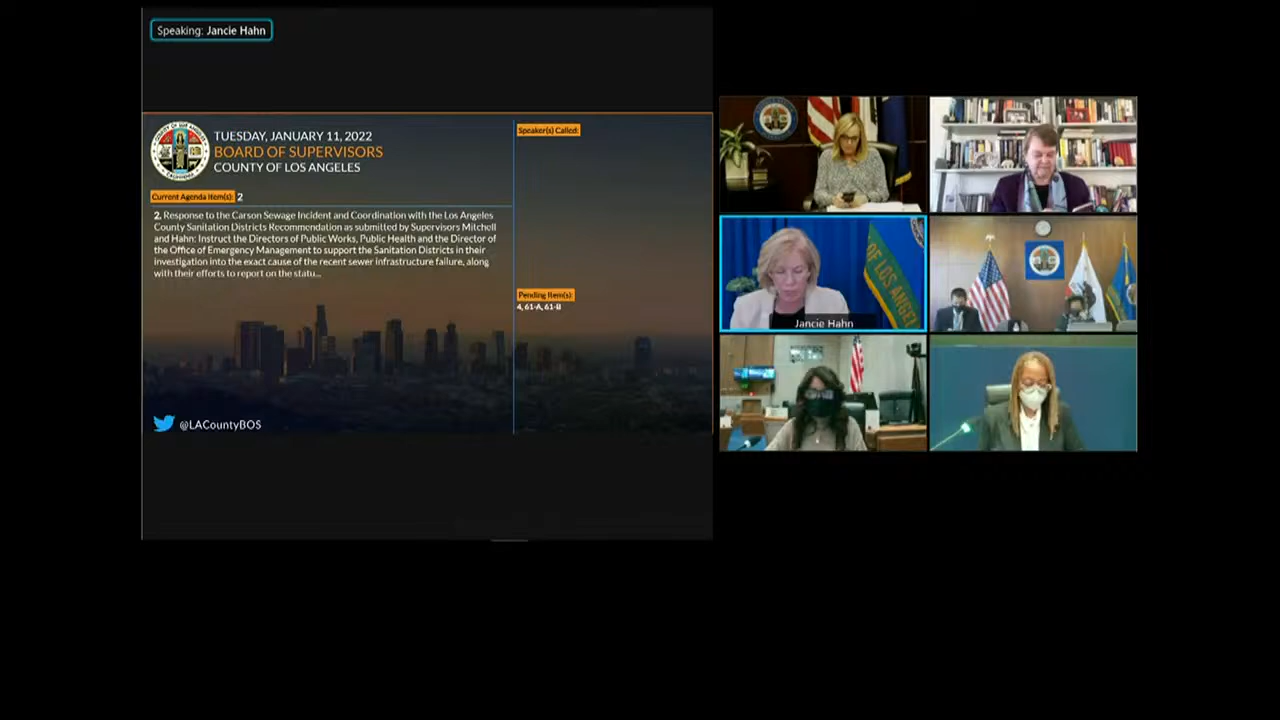 Speaking: Jancie Hahn
TUESDAY, JANUARY 11, 2022
BOARD OF SUPERVISORS
COUNTY OF LOS ANGELES
Current Agenda Item(s): 2
2. Response to the Carson Sewage Incident and Coordination with the Los Angeles
County Sanitation Districts Recommendation as submitted by Supervisors Mitchell
and Hahn: Instruct the Directors of Public Works, Public Health and the Director of
the Office of Emergency Management to support the Sanitation Districts in their
investigation into the exact cause of the recent sewer infrastructure failure, along
with their efforts to report on the statu...
@LACountyBOS
Speaker(s) Called:
Pending Item(s):
4, 61-A, 61-B
OF LOS ANGELE
Jancie Hahn